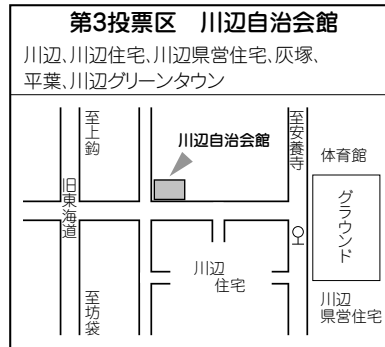 第3投票区　川辺自治会館
川辺、川辺住宅、川辺県営住宅、灰塚、
平葉、川辺グリーンタウン
至上鈎
川辺自治会館
至安養寺
体育館
旧東海道
グラウンド
川辺
住宅
至坊袋
川辺
県営住宅